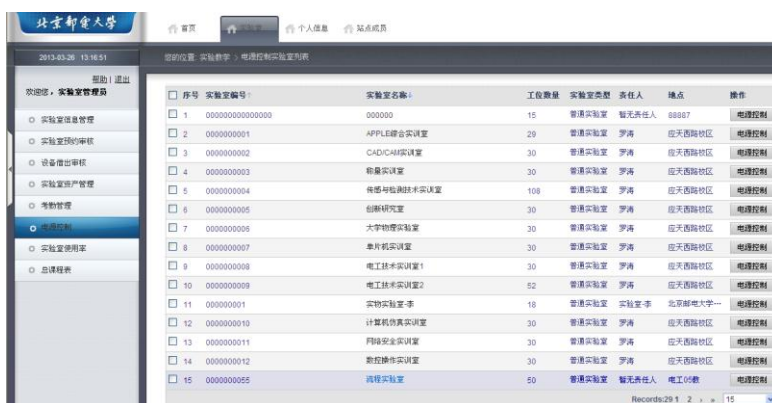 北京邮电大学
首页
个人信息
站点成员
2013-03-26 13:16:51
您的位置: 实验教学 > 电源控制实验室列表
帮助 | 退出
欢迎您，实验室管理员
实验室信息管理
实验室预约审核
设备借出审核
实验室资产管理
考勤管理
电源控制
实验室使用率
总课程表
序号 实验室编号↑ 实验室名称↓ 工位数量 实验室类型 责任人 地点 操作
1 000000000000000 000000 15 普通实验室 暂无责任人 88887 电源控制
2 0000000001 APPLE综合实训室 29 普通实验室 罗海 应天西路校区 电源控制
3 0000000002 CAD/CAM实训室 30 普通实验室 罗海 应天西路校区 电源控制
4 0000000003 称量实训室 30 普通实验室 罗海 应天西路校区 电源控制
5 0000000004 传感与检测技术实训室 108 普通实验室 罗海 应天西路校区 电源控制
6 0000000005 创新研究室 30 普通实验室 罗海 应天西路校区 电源控制
7 0000000006 大学物理实验室 30 普通实验室 罗海 应天西路校区 电源控制
8 0000000007 单片机实训室 30 普通实验室 罗海 应天西路校区 电源控制
9 0000000008 电工技术实训室1 30 普通实验室 罗海 应天西路校区 电源控制
10 0000000009 电工技术实训室2 52 普通实验室 罗海 应天西路校区 电源控制
11 000000001 实物实验室-李 18 普通实验室 实验室-李 北京邮电大学--- 电源控制
12 0000000010 计算机仿真实训室 30 普通实验室 罗海 应天西路校区 电源控制
13 0000000011 网络安全实训室 30 普通实验室 罗海 应天西路校区 电源控制
14 0000000012 数控操作实训室 30 普通实验室 罗海 应天西路校区 电源控制
15 0000000055 流程实验室 50 普通实验室 暂无责任人 电工05教 电源控制
Records:29 1 2 › » 15